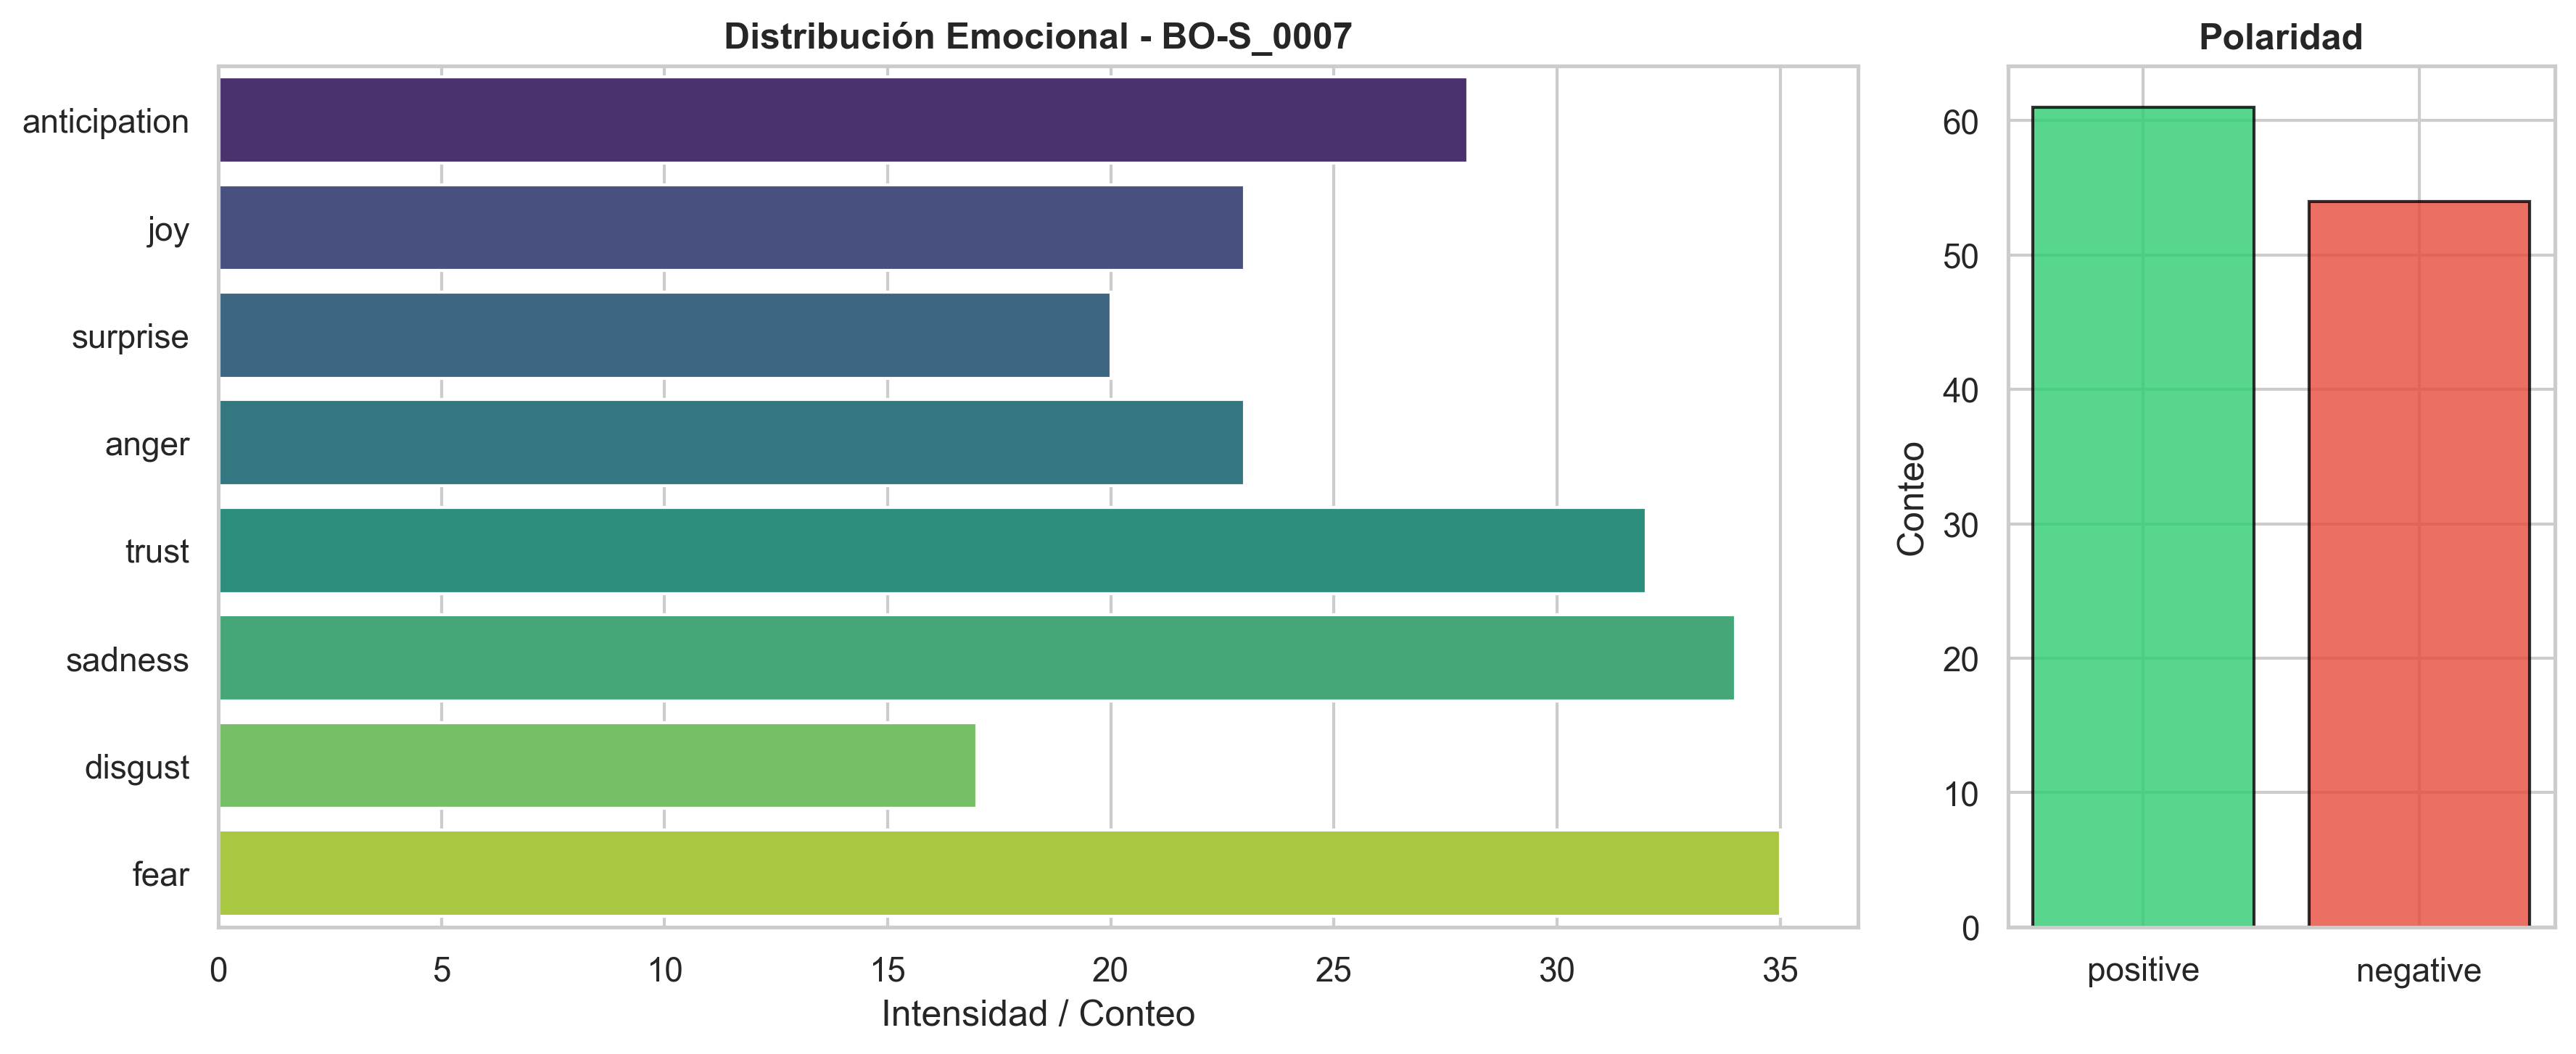 Distribución Emocional - BO-S_0007
anticipation
joy
surprise
anger
trust
sadness
disgust
fear
0 5 10 15 20 25 30 35
Intensidad / Conteo
Polaridad
Conteo
60
50
40
30
20
10
0
positive negative